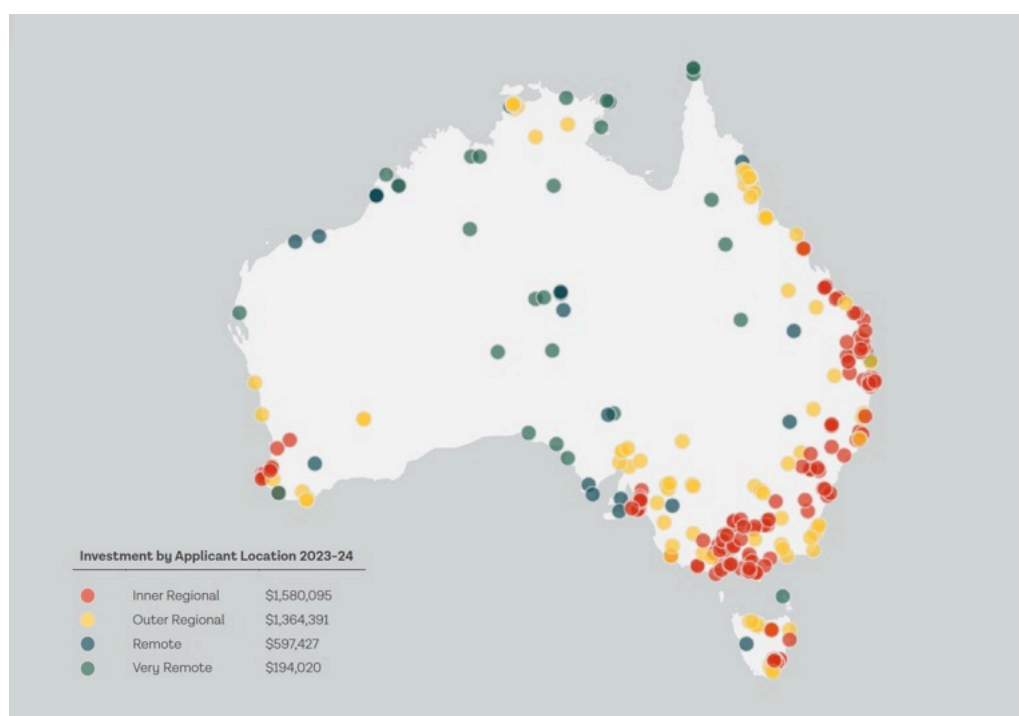 Investment by Applicant Location 2023-24
Inner Regional $1,580,095
Outer Regional $1,364,391
Remote $597,427
Very Remote $194,020